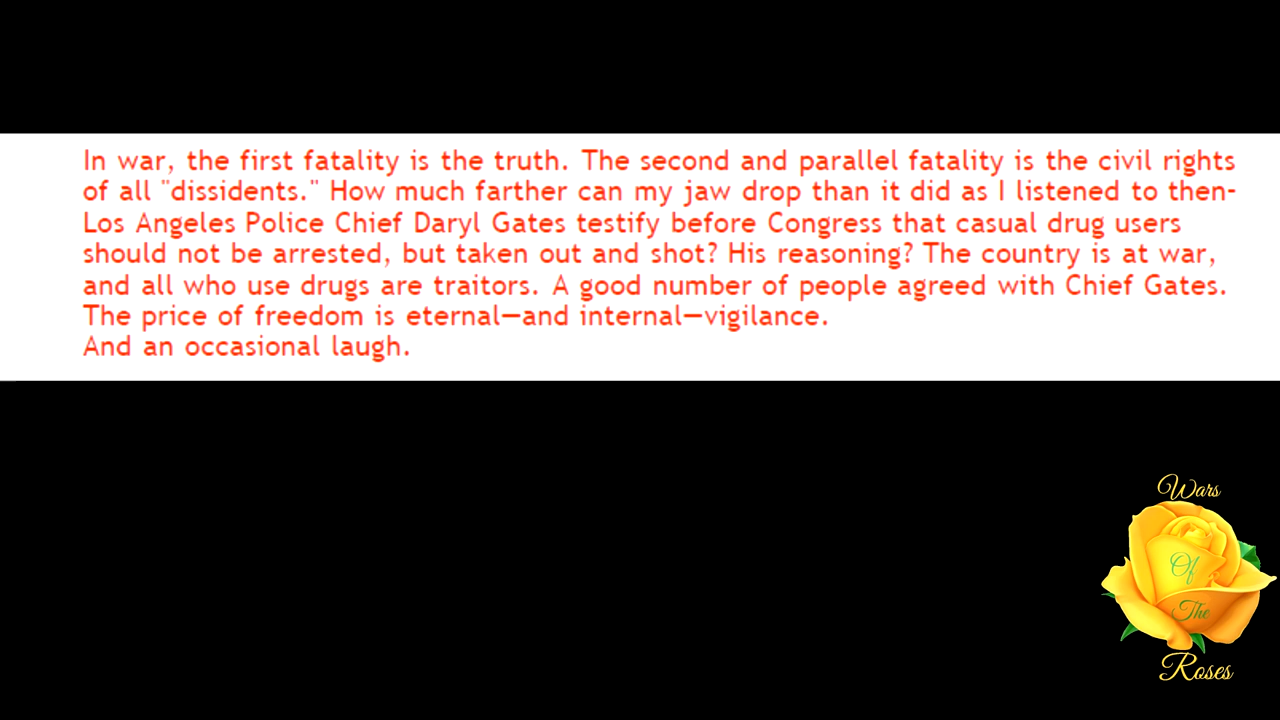 In war, the first fatality is the truth. The second and parallel fatality is the civil rights
of all "dissidents." How much farther can my jaw drop than it did as I listened to then-
Los Angeles Police Chief Daryl Gates testify before Congress that casual drug users
should not be arrested, but taken out and shot? His reasoning? The country is at war,
and all who use drugs are traitors. A good number of people agreed with Chief Gates.
The price of freedom is eternal—and internal—vigilance.
And an occasional laugh.
Wars
Of
The
Roses